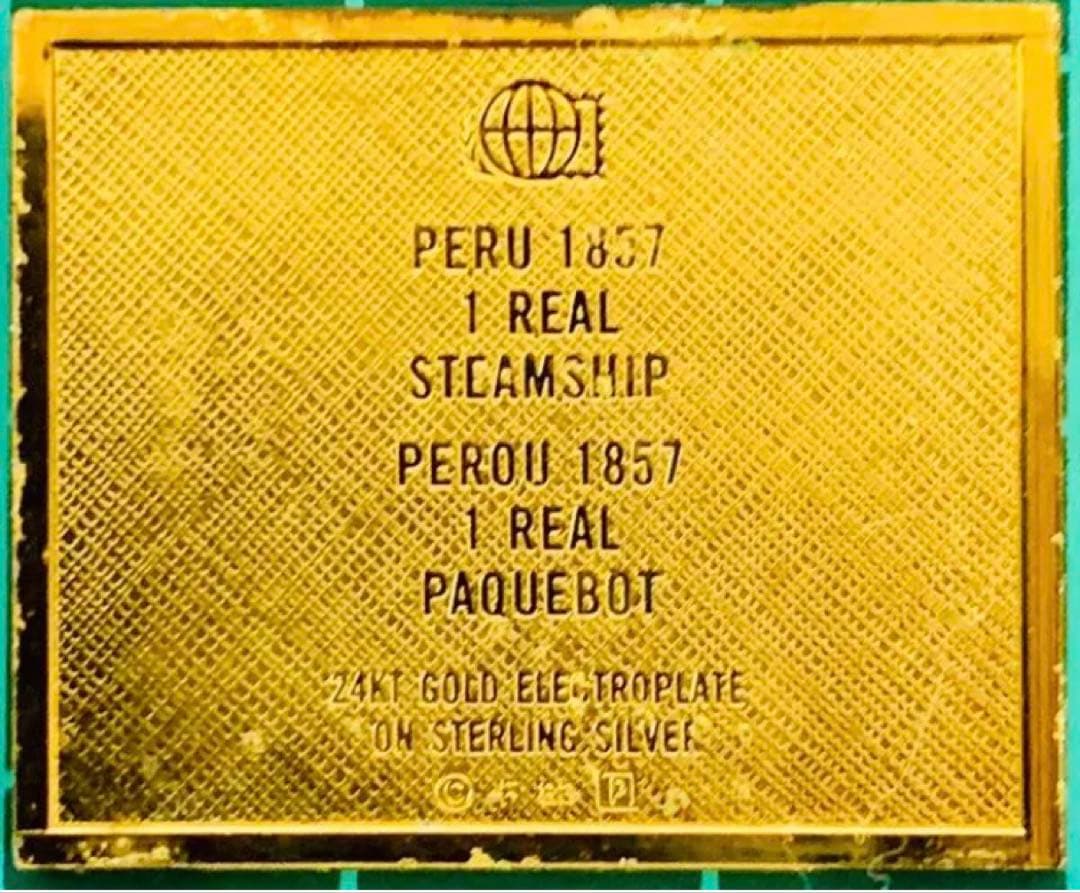 PERU 1857
1 REAL
STEAMSHIP
PEROU 1857
1 REAL
PAQUEBOT
24KT GOLD ELECTROPLATE
ON STERLING SILVER
©